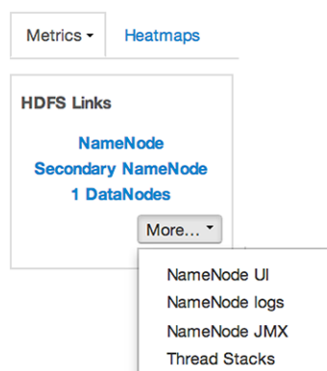 Metrics Heatmaps
HDFS Links
NameNode
Secondary NameNode
1 DataNodes
More...
NameNode UI
NameNode logs
NameNode JMX
Thread Stacks